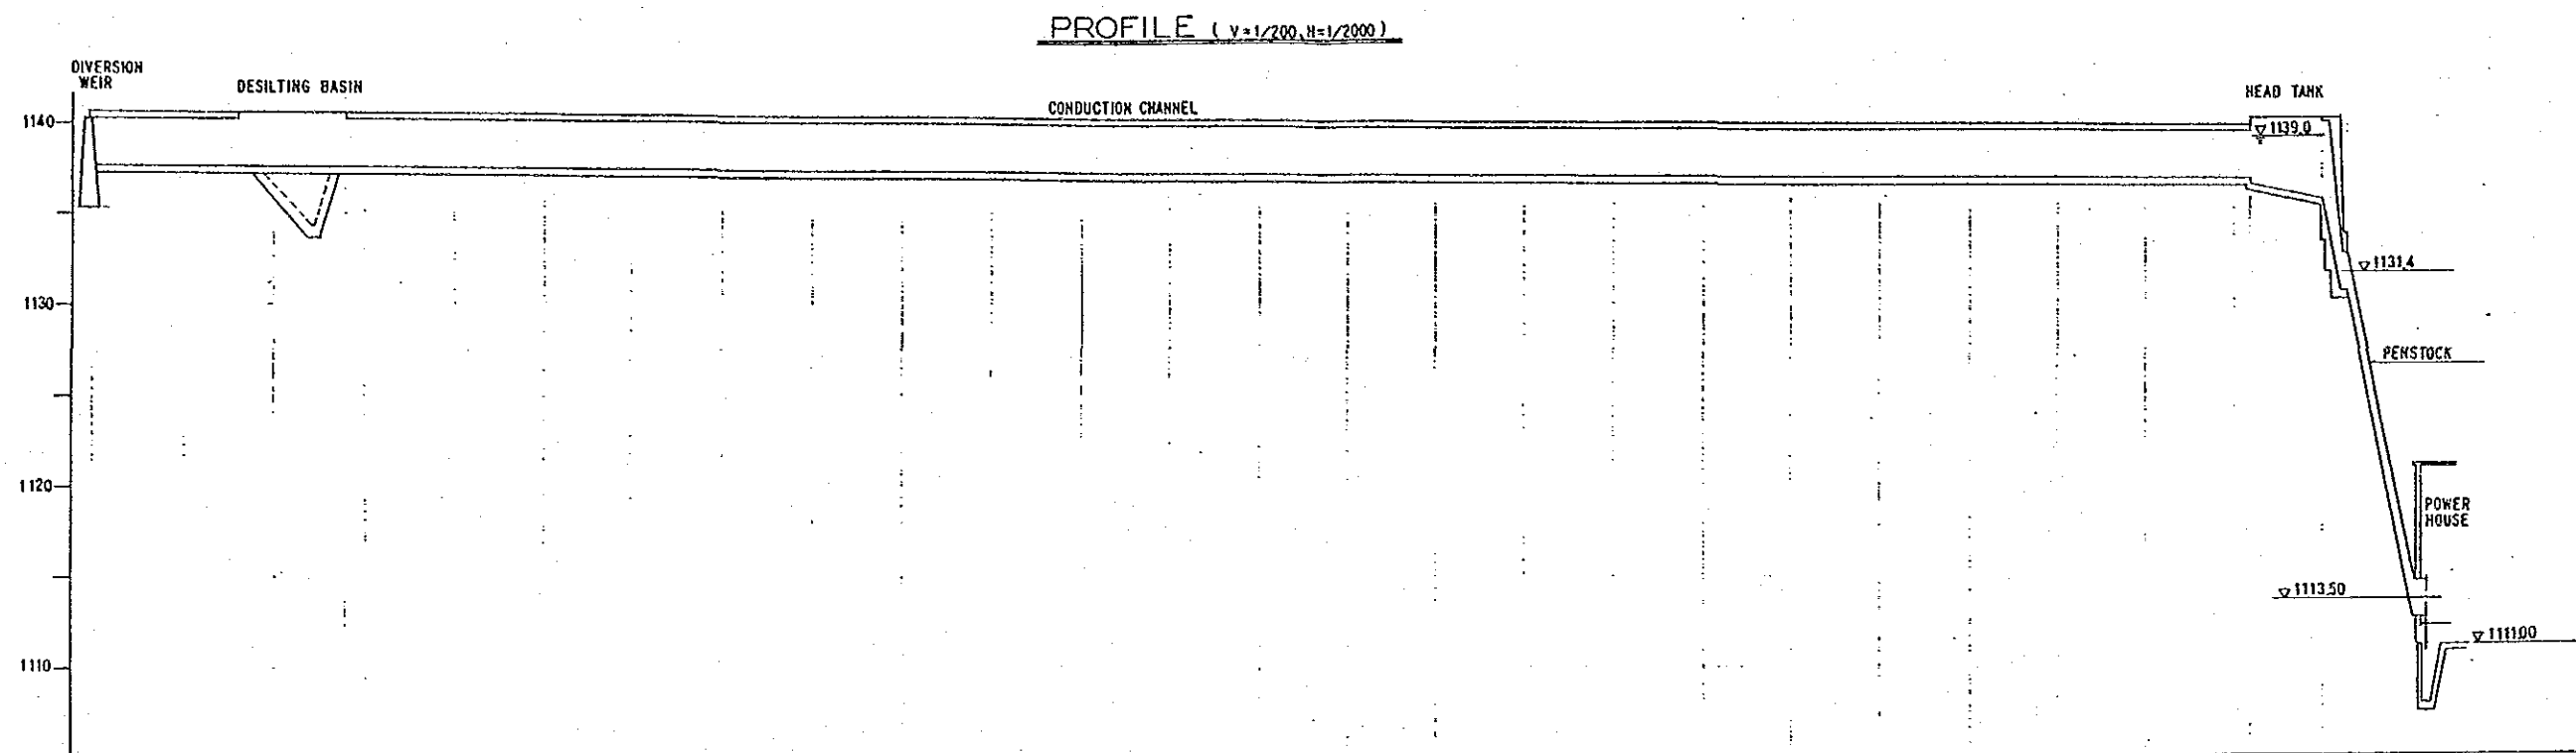 PROFILE ( V=1/200, H=1/2000 )
DIVERSION
WEIR
DESILTING BASIN
CONDUCTION CHANNEL
HEAD TANK
1140
1139.0
1131.4
1130
PENSTOCK
1120
POWER
HOUSE
1113.50
1111.00
1110